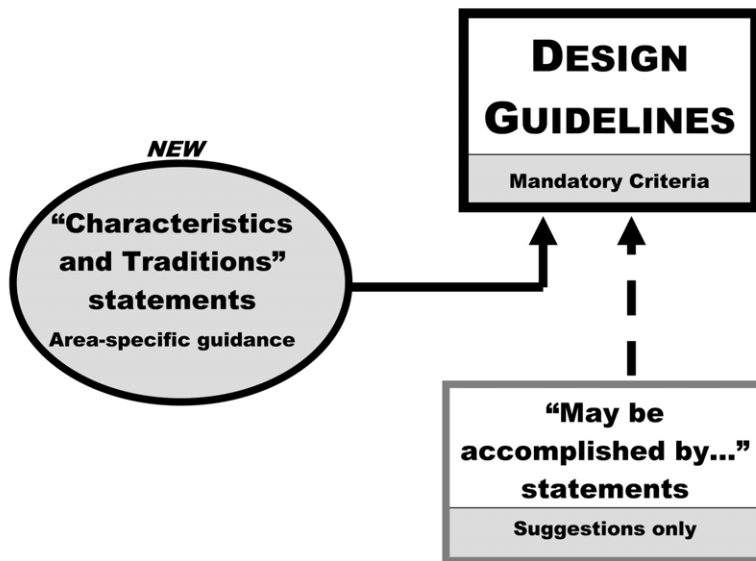 DESIGN
GUIDELINES
Mandatory Criteria
NEW
“Characteristics
and Traditions”
statements
Area-specific guidance
“May be
accomplished by...”
statements
Suggestions only